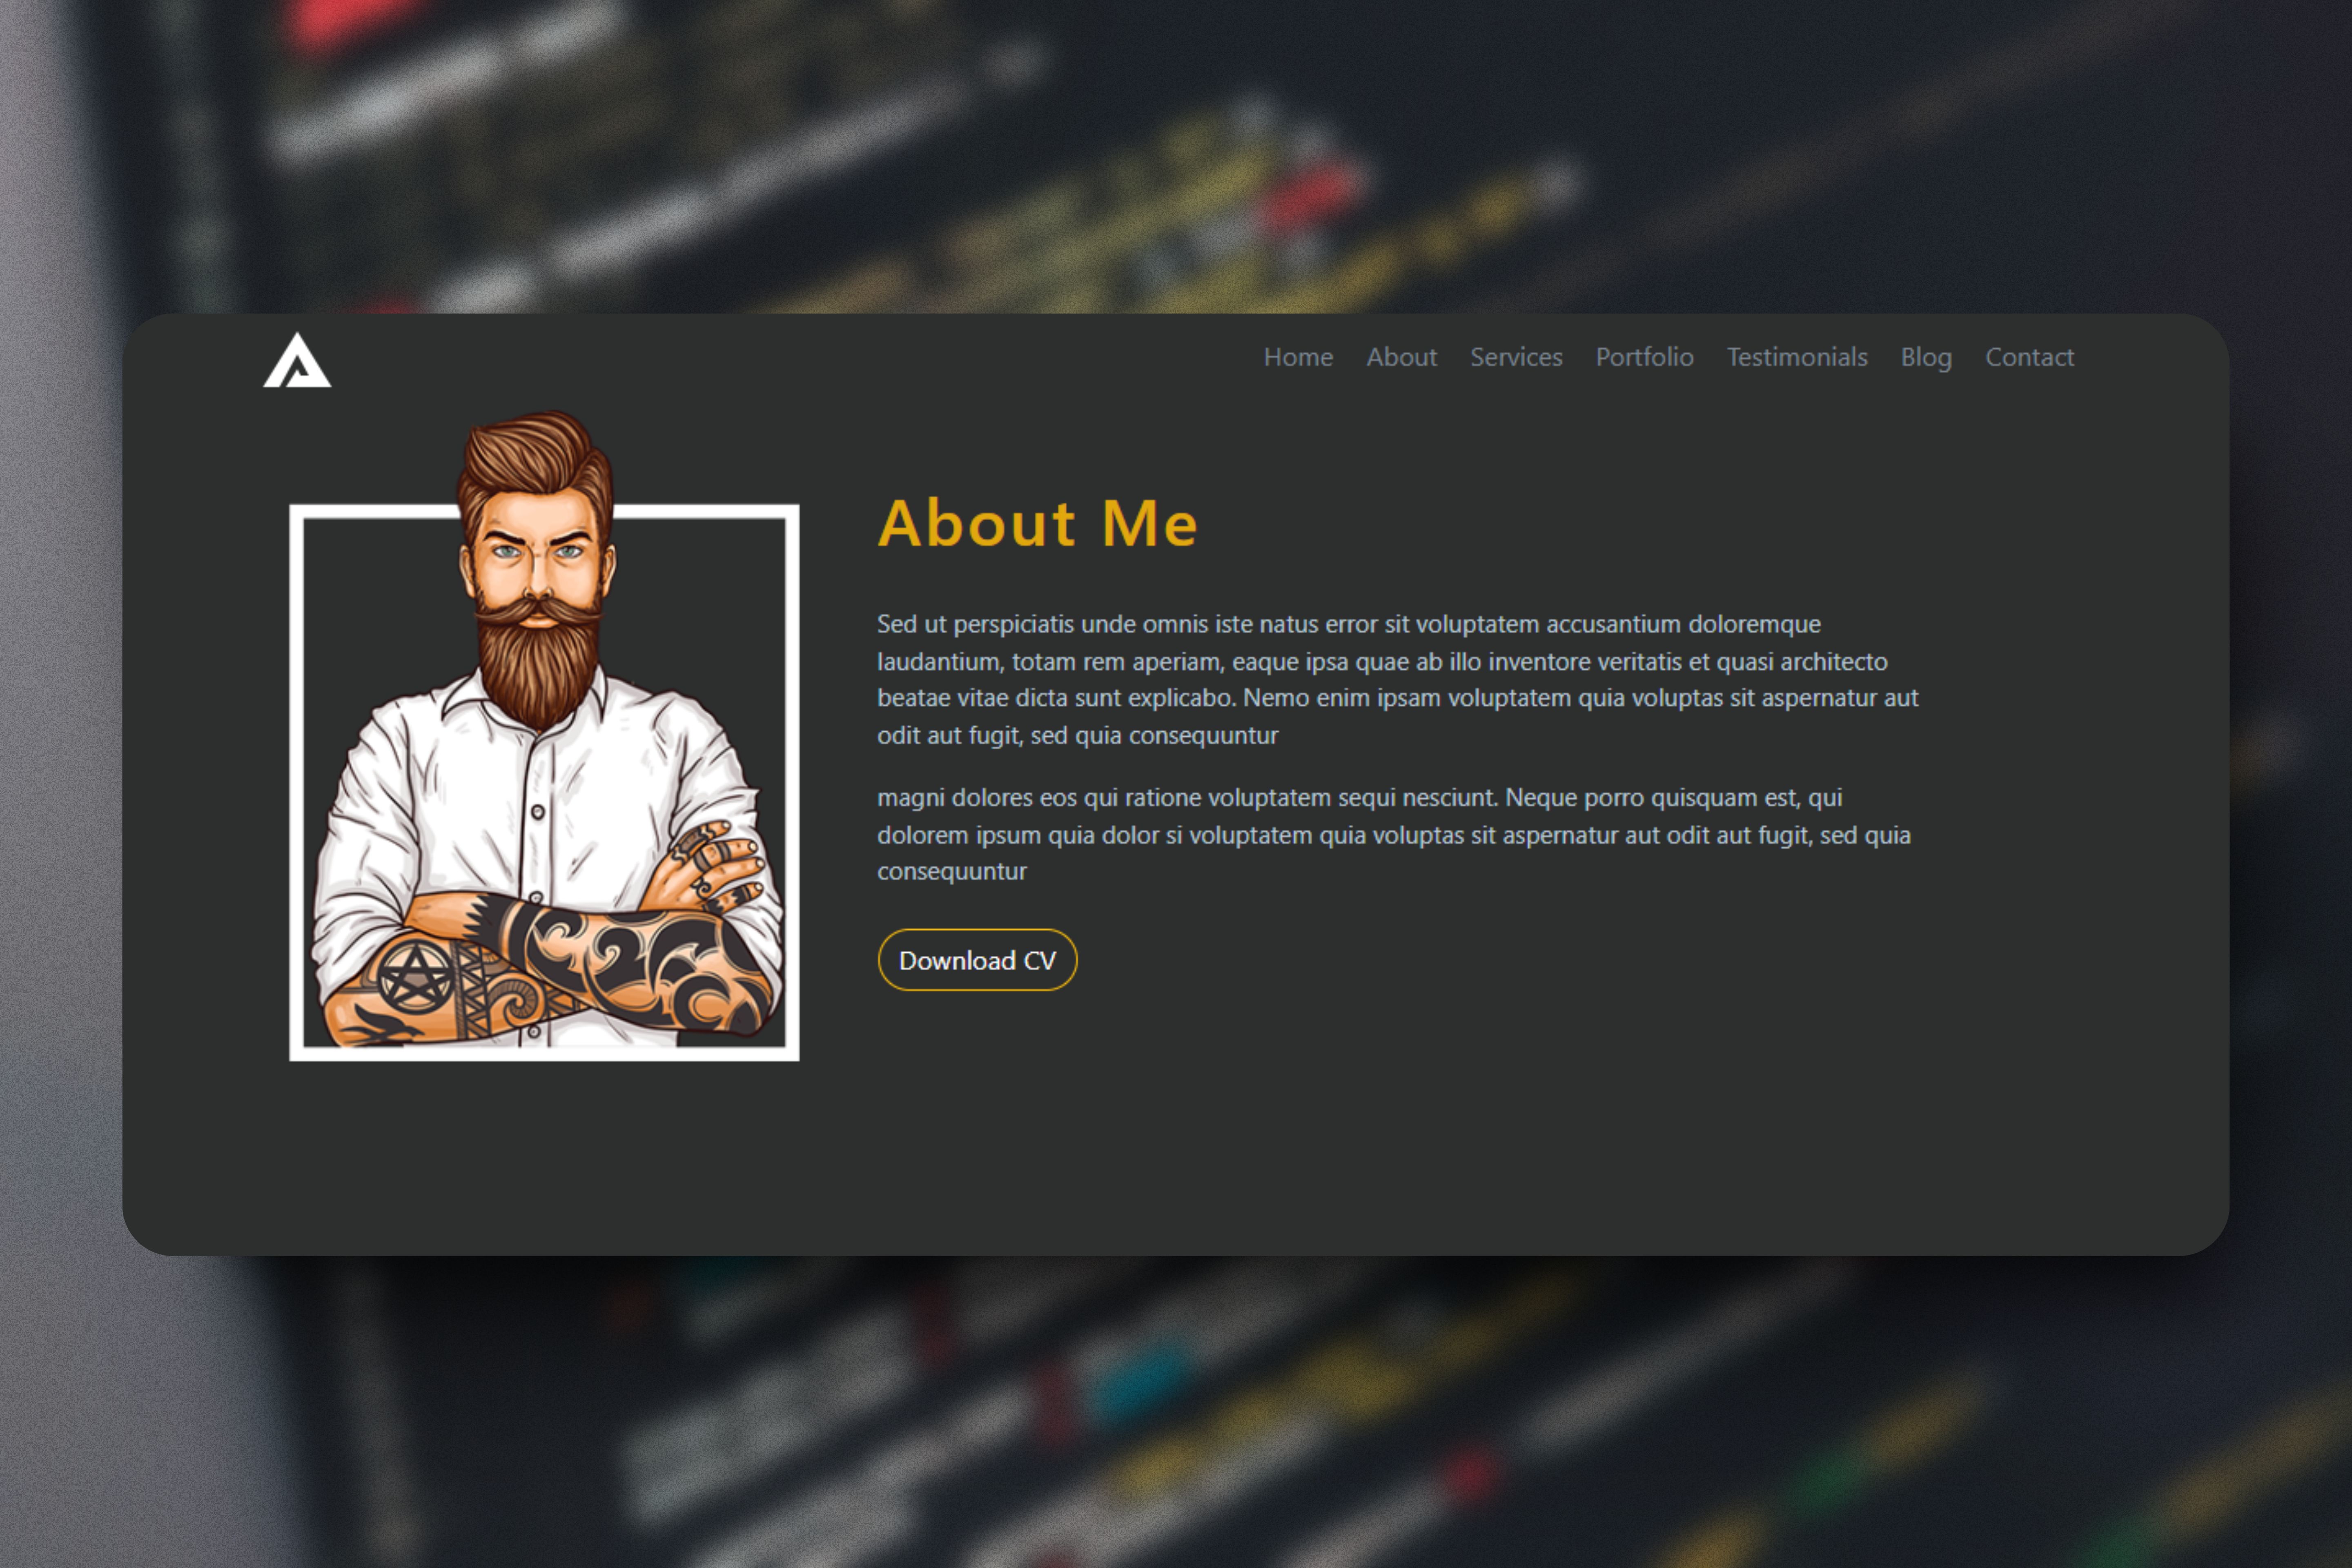 Home About Services Portfolio Testimonials Blog Contact
About Me
Sed ut perspiciatis unde omnis iste natus error sit voluptatem accusantium doloremque
laudantium, totam rem aperiam, eaque ipsa quae ab illo inventore veritatis et quasi architecto
beatae vitae dicta sunt explicabo. Nemo enim ipsam voluptatem quia voluptas sit aspernatur aut
odit aut fugit, sed quia consequuntur
magni dolores eos qui ratione voluptatem sequi nesciunt. Neque porro quisquam est, qui
dolorem ipsum quia dolor si voluptatem quia voluptas sit aspernatur aut odit aut fugit, sed quia
consequuntur
Download CV